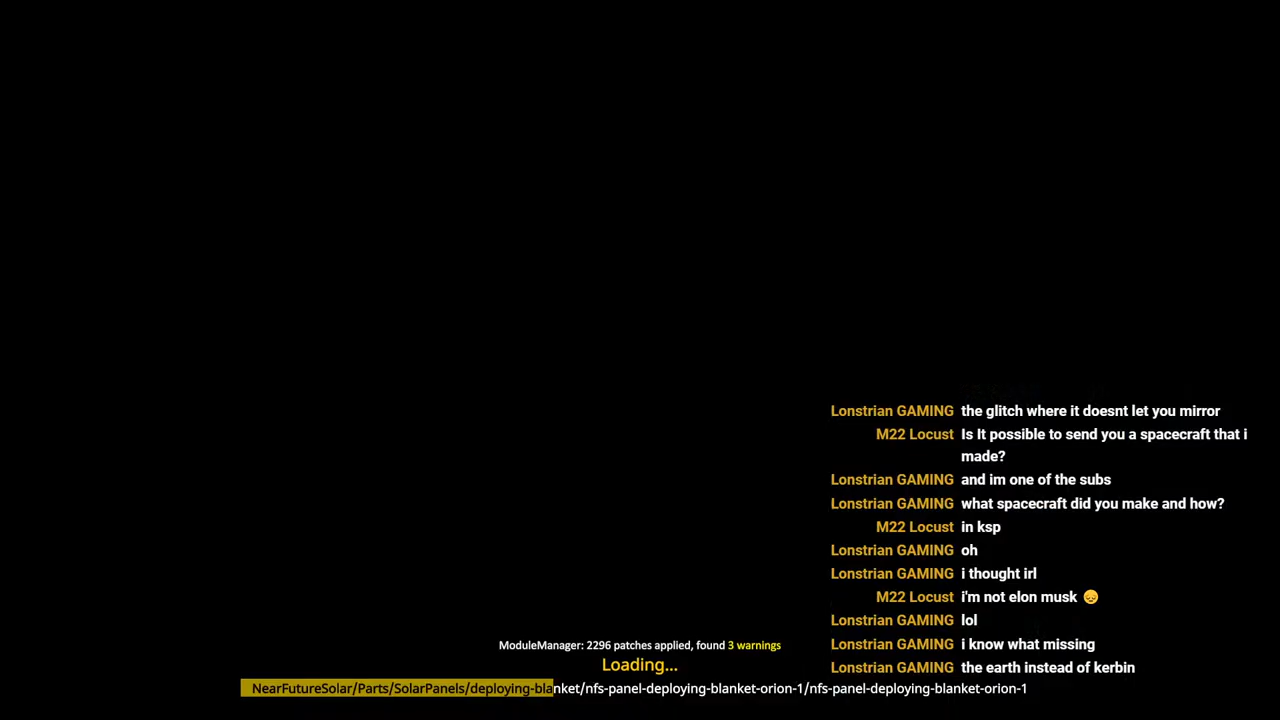 Lonstrian GAMING the glitch where it doesnt let you mirror
M22 Locust Is It possible to send you a spacecraft that i
made?
Lonstrian GAMING and im one of the subs
Lonstrian GAMING what spacecraft did you make and how?
M22 Locust in ksp
Lonstrian GAMING oh
Lonstrian GAMING i thought irl
M22 Locust i'm not elon musk 😞
Lonstrian GAMING lol
Lonstrian GAMING i know what missing
Lonstrian GAMING the earth instead of kerbin
ModuleManager: 2296 patches applied, found 3 warnings
Loading...
NearFutureSolar/Parts/SolarPanels/deploying-blanket/nfs-panel-deploying-blanket-orion-1/nfs-panel-deploying-blanket-orion-1